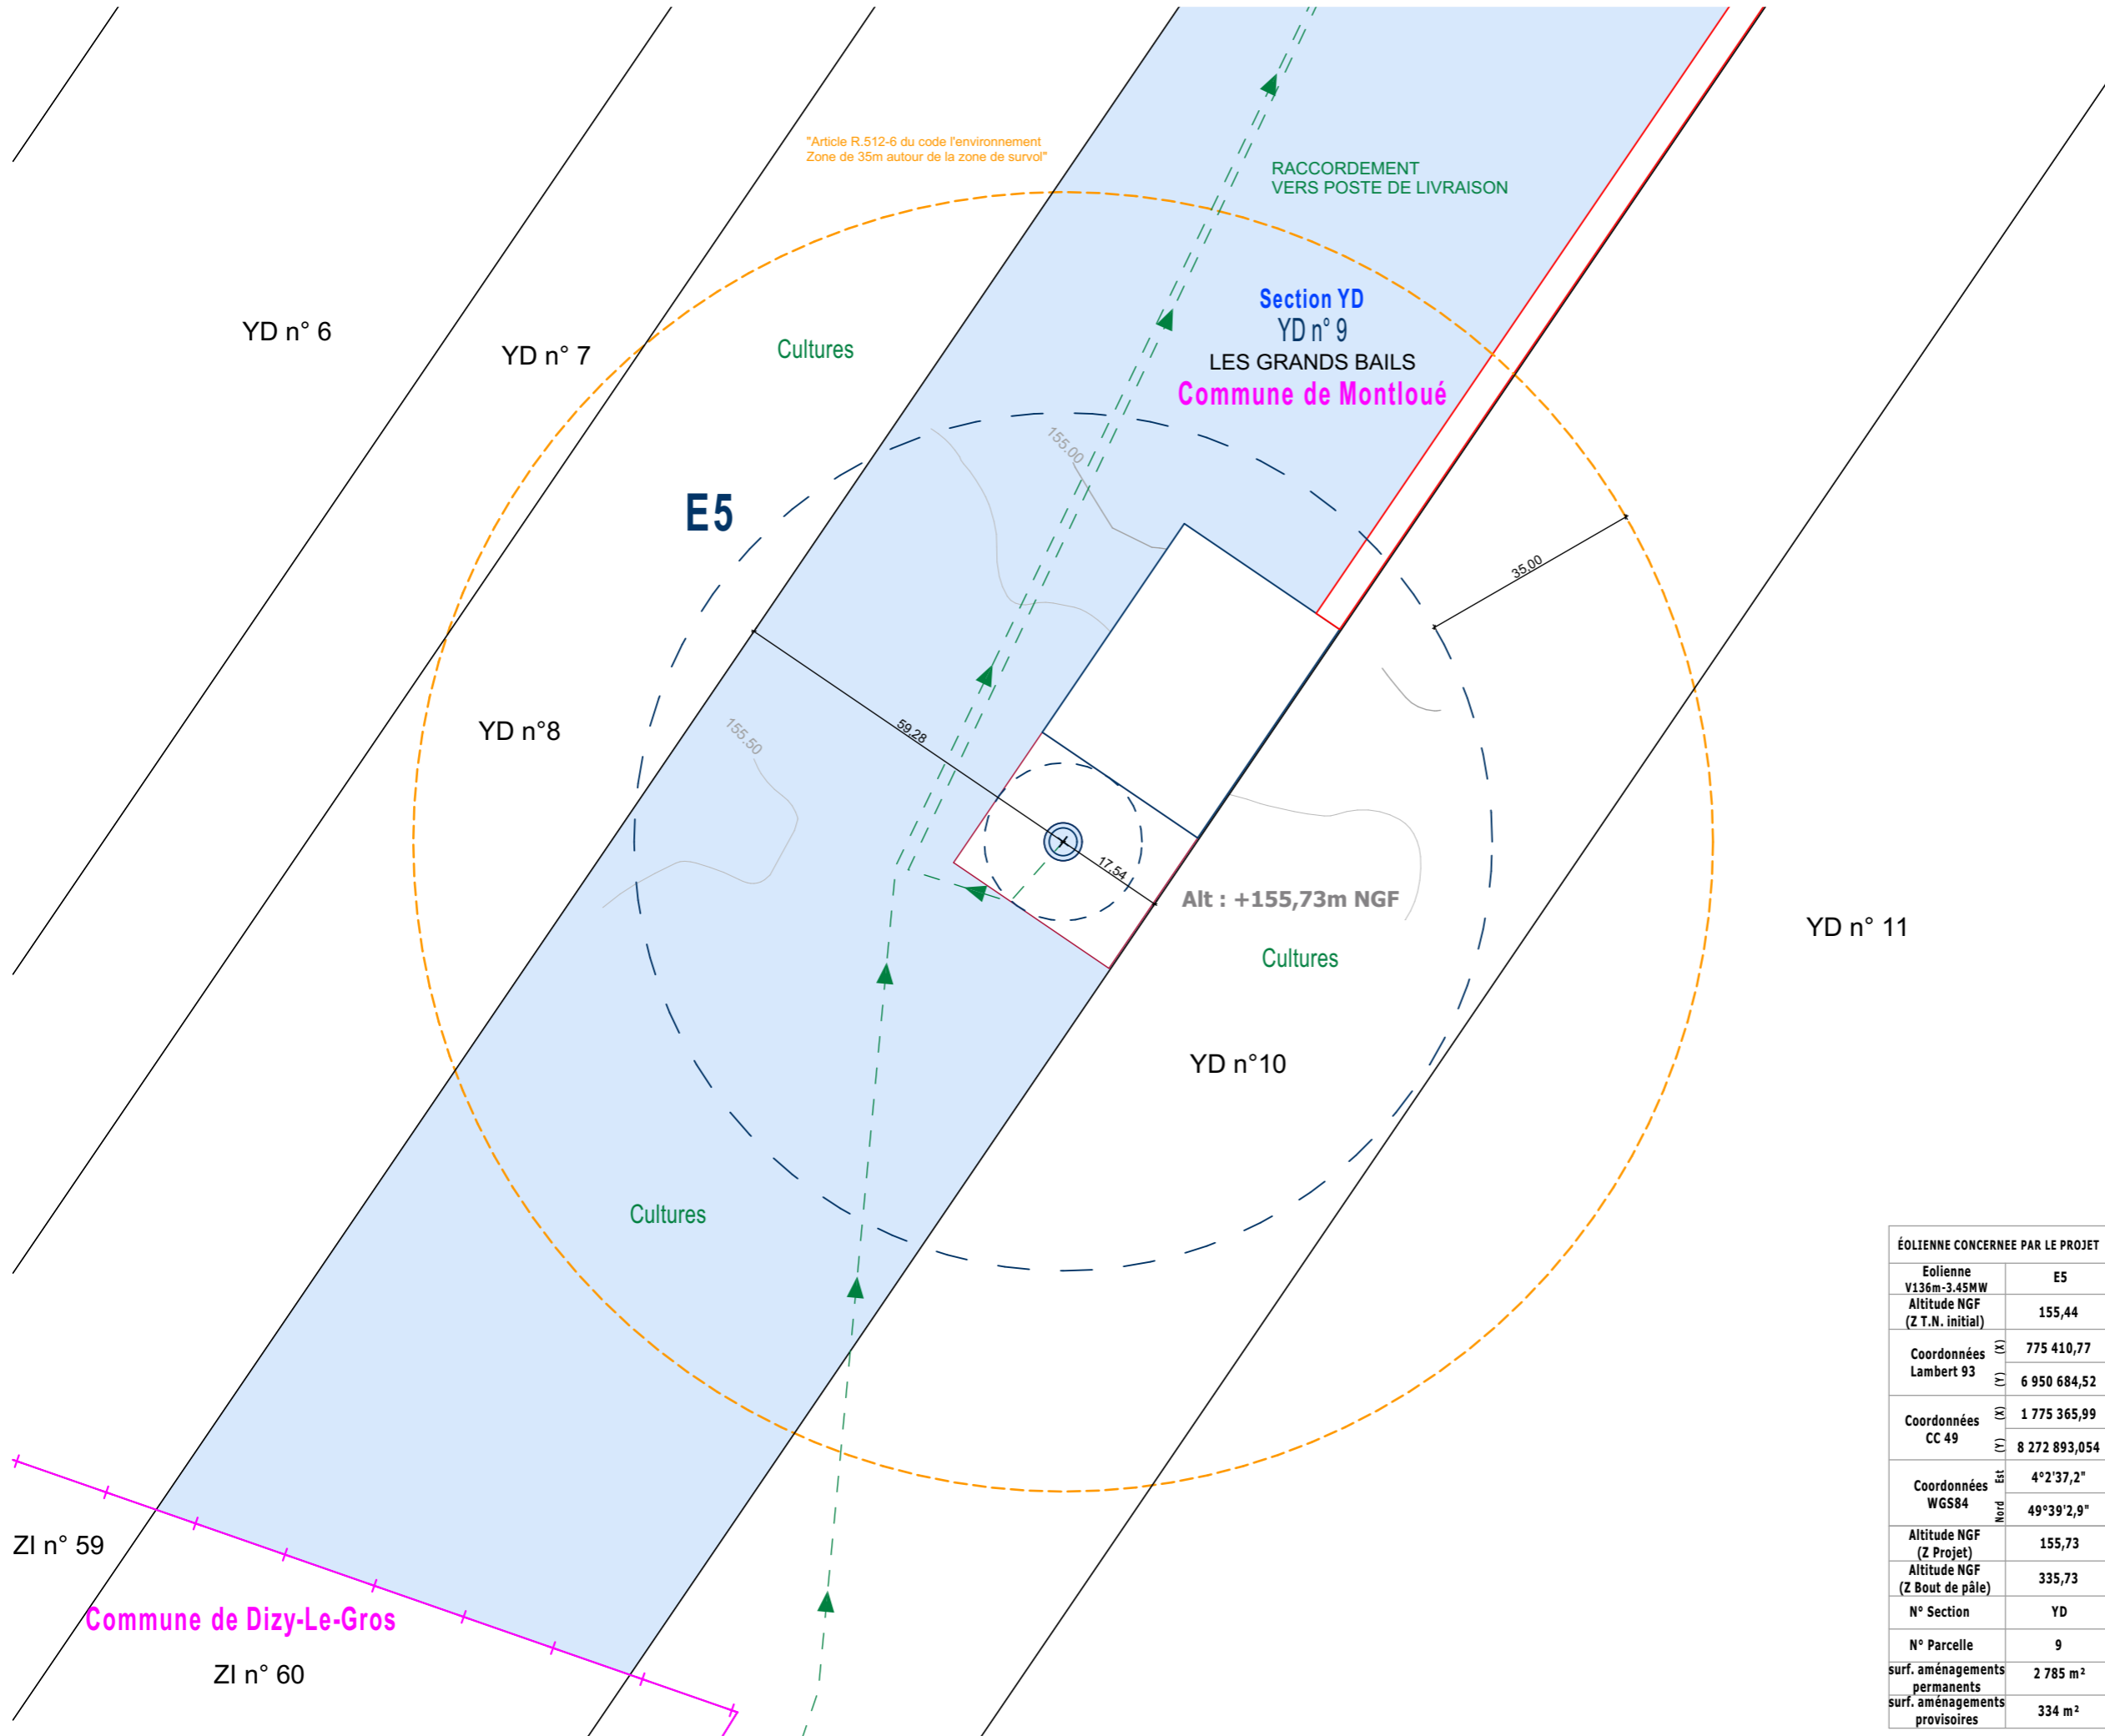 "Article R.512-6 du code l'environnement
Zone de 35m autour de la zone de survol"
RACCORDEMENT
VERS POSTE DE LIVRAISON
Section YD
YD n° 9
LES GRANDS BAILS
Commune de Montloué
YD n° 6
YD n° 7
Cultures
155.00
E5
35,00
YD n°8
155.50
59,28
17,54
Alt : +155,73m NGF
Cultures
YD n° 11
YD n°10
Cultures
ZI n° 59
Commune de Dizy-Le-Gros
ZI n° 60
ÉOLIENNE CONCERNEE PAR LE PROJET
Eolienne
V136m-3.45MW
E5
Altitude NGF
(Z T.N. initial)
155,44
Coordonnées
Lambert 93
(X)
775 410,77
(Y)
6 950 684,52
Coordonnées
CC 49
(X)
1 775 365,99
(Y)
8 272 893,054
Coordonnées
WGS84
Est
4°2'37,2"
Nord
49°39'2,9"
Altitude NGF
(Z Projet)
155,73
Altitude NGF
(Z Bout de pâle)
335,73
N° Section
YD
N° Parcelle
9
surf. aménagements
permanents
2 785 m²
surf. aménagements
provisoires
334 m²